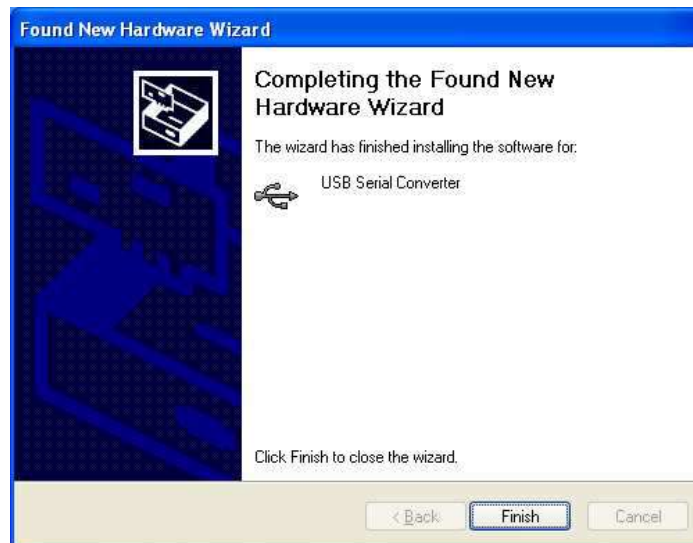 Found New Hardware Wizard
Completing the Found New
Hardware Wizard
The wizard has finished installing the software for:
USB Serial Converter
Click Finish to close the wizard.
< Back
Finish
Cancel